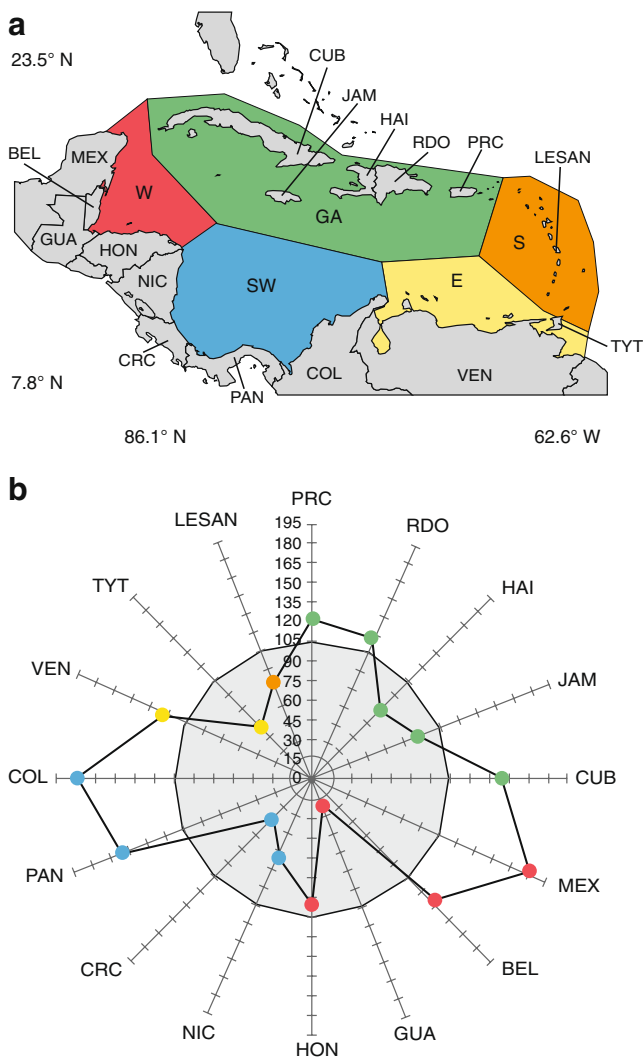 a
23.5° N
CUB
JAM
HAI
RDO
PRC
LESAN
BEL
MEX
W
GA
S
GUA
HON
NIC
SW
E
TYT
CRC
PAN
COL
VEN
7.8° N
86.1° N
62.6° W
b
PRC
LESAN
RDO
TYT
HAI
VEN
JAM
COL
CUB
PAN
MEX
CRC
BEL
NIC
GUA
HON
195
180
165
150
135
120
105
90
75
60
45
30
15
0